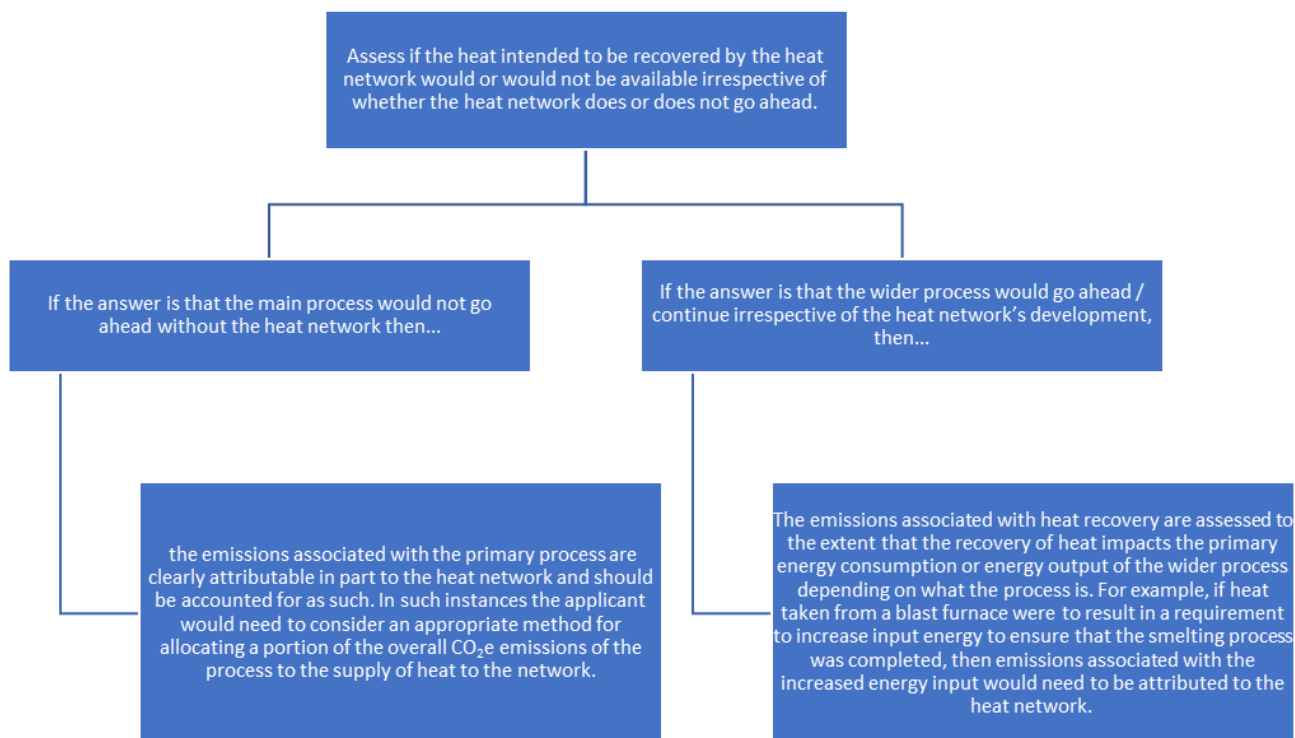 Assess if the heat intended to be recovered by the heat
network would or would not be available irrespective of
whether the heat network does or does not go ahead.
If the answer is that the main process would not go
ahead without the heat network then...
If the answer is that the wider process would go ahead /
continue irrespective of the heat network’s development,
then...
the emissions associated with the primary process are
clearly attributable in part to the heat network and should
be accounted for as such. In such instances the applicant
would need to consider an appropriate method for
allocating a portion of the overall CO₂e emissions of the
process to the supply of heat to the network.
The emissions associated with heat recovery are assessed to
the extent that the recovery of heat impacts the primary
energy consumption or energy output of the wider process
depending on what the process is. For example, if heat
taken from a blast furnace were to result in a requirement
to increase input energy to ensure that the smelting process
was completed, then emissions associated with the
increased energy input would need to be attributed to the
heat network.